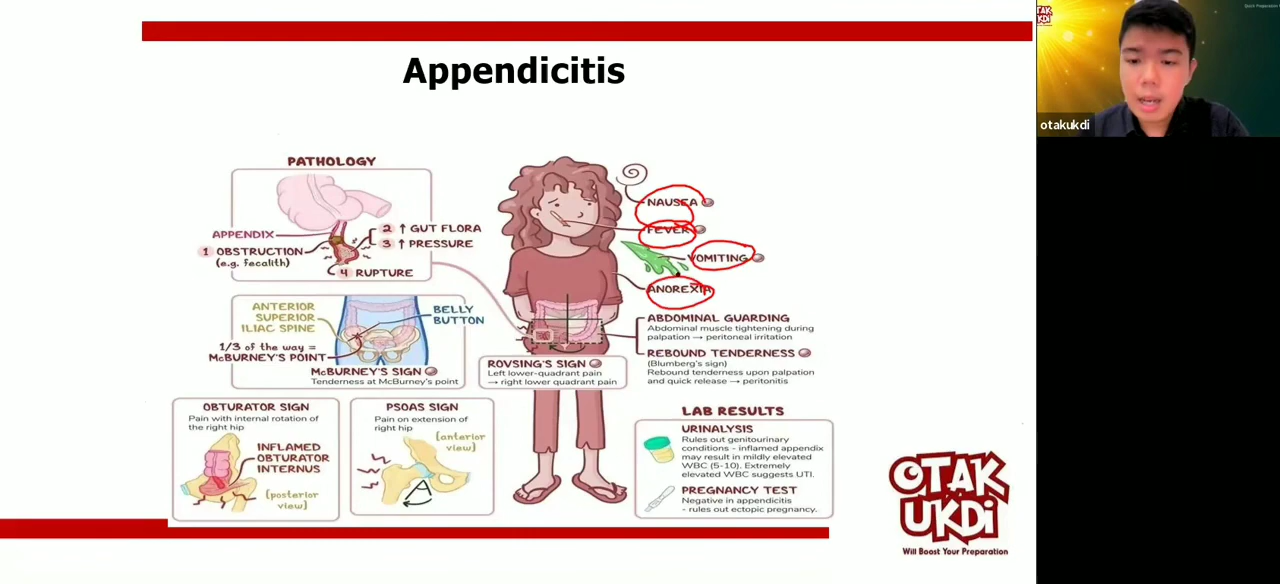 Appendicitis
PATHOLOGY
APPENDIX
1 OBSTRUCTION
(e.g. fecalith)
2 ↑ GUT FLORA
3 ↑ PRESSURE
4 RUPTURE
NAUSEA
FEVER
VOMITING
ANOREXIA
ANTERIOR
SUPERIOR
ILIAC SPINE
BELLY
BUTTON
1/3 of the way =
McBURNEY'S POINT
McBURNEY'S SIGN
Tenderness at McBurney's point
ROVSING'S SIGN
Left lower-quadrant pain
→ right lower quadrant pain
ABDOMINAL GUARDING
Abdominal muscle tightening during
palpation → peritoneal irritation
REBOUND TENDERNESS
(Blumberg's sign)
Rebound tenderness upon palpation
and quick release → peritonitis
OBTURATOR SIGN
Pain with internal rotation of
the right hip
INFLAMED
OBTURATOR
INTERNUS
[posterior
view]
PSOAS SIGN
Pain on extension of
right hip
[anterior
view]
LAB RESULTS
URINALYSIS
Rules out genitourinary
conditions - inflamed appendix
may result in mildly elevated
WBC (5-10). Extremely
elevated WBC suggests UTI.
PREGNANCY TEST
Negative in appendicitis
- rules out ectopic pregnancy.
OTAK
UKDI
Will Boost Your Preparation
otakukdi